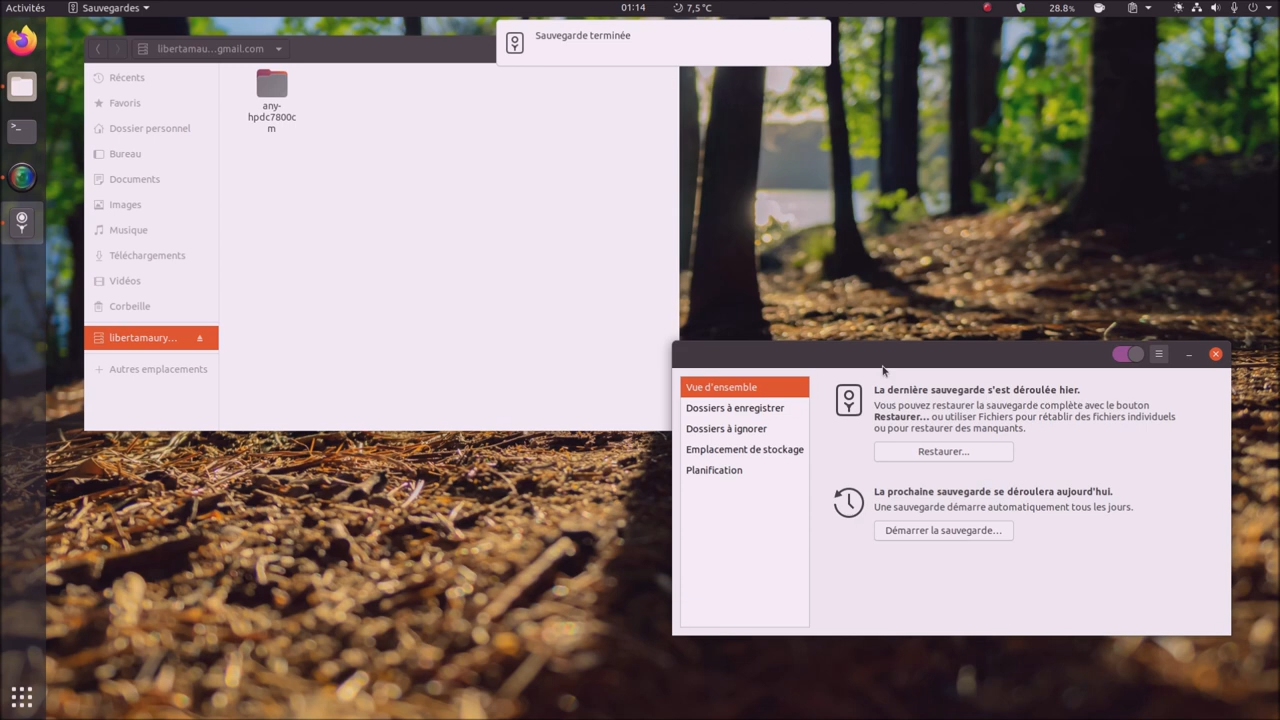 Activités
Sauvegardes
01:14
7,5 °C
28.8%
libertamau...gmail.com
Sauvegarde terminée
Récents
Favoris
Dossier personnel
Bureau
Documents
Images
Musique
Téléchargements
Vidéos
Corbeille
libertamaury...
Autres emplacements
any-
hpdc7800c
m
Vue d'ensemble
Dossiers à enregistrer
Dossiers à ignorer
Emplacement de stockage
Planification
La dernière sauvegarde s'est déroulée hier.
Vous pouvez restaurer la sauvegarde complète avec le bouton
Restaurer... ou utiliser Fichiers pour rétablir des fichiers individuels
ou pour restaurer des manquants.
Restaurer...
La prochaine sauvegarde se déroulera aujourd'hui.
Une sauvegarde démarre automatiquement tous les jours.
Démarrer la sauvegarde...